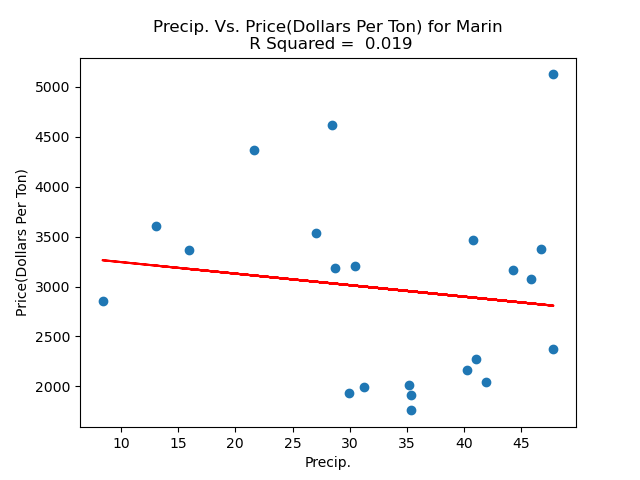 Precip. Vs. Price(Dollars Per Ton) for Marin
R Squared =  0.019
Price(Dollars Per Ton)
5000
4500
4000
3500
3000
2500
2000
10 15 20 25 30 35 40 45
Precip.